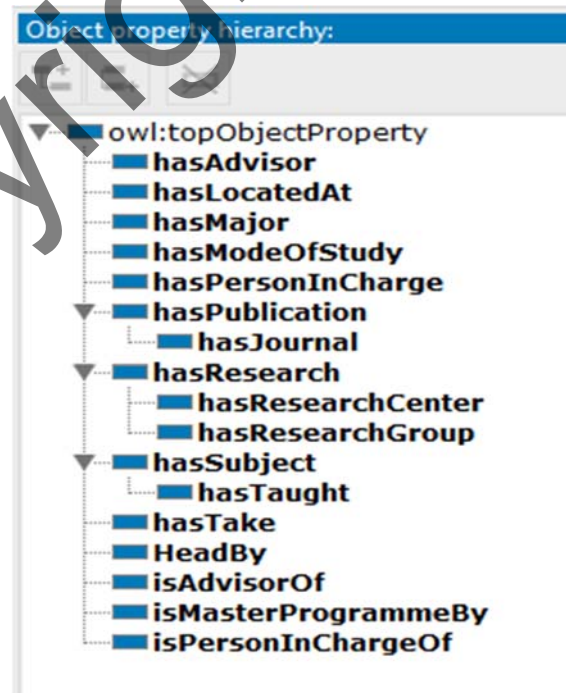 Object property hierarchy:
owl:topObjectProperty
hasAdvisor
hasLocatedAt
hasMajor
hasModeOfStudy
hasPersonInCharge
hasPublication
hasJournal
hasResearch
hasResearchCenter
hasResearchGroup
hasSubject
hasTaught
hasTake
HeadBy
isAdvisorOf
isMasterProgrammeBy
isPersonInChargeOf